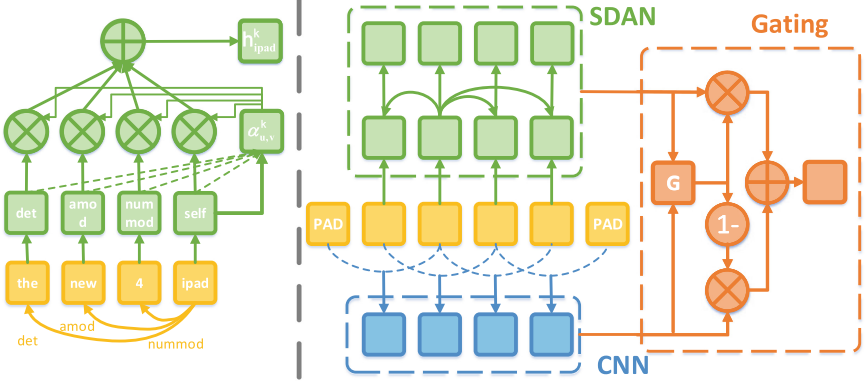 h^k_ipad
α^k_u,v
det
amo
d
num
mod
self
the
new
4
ipad
det
amod
nummod
SDAN
PAD
PAD
CNN
Gating
G
1-